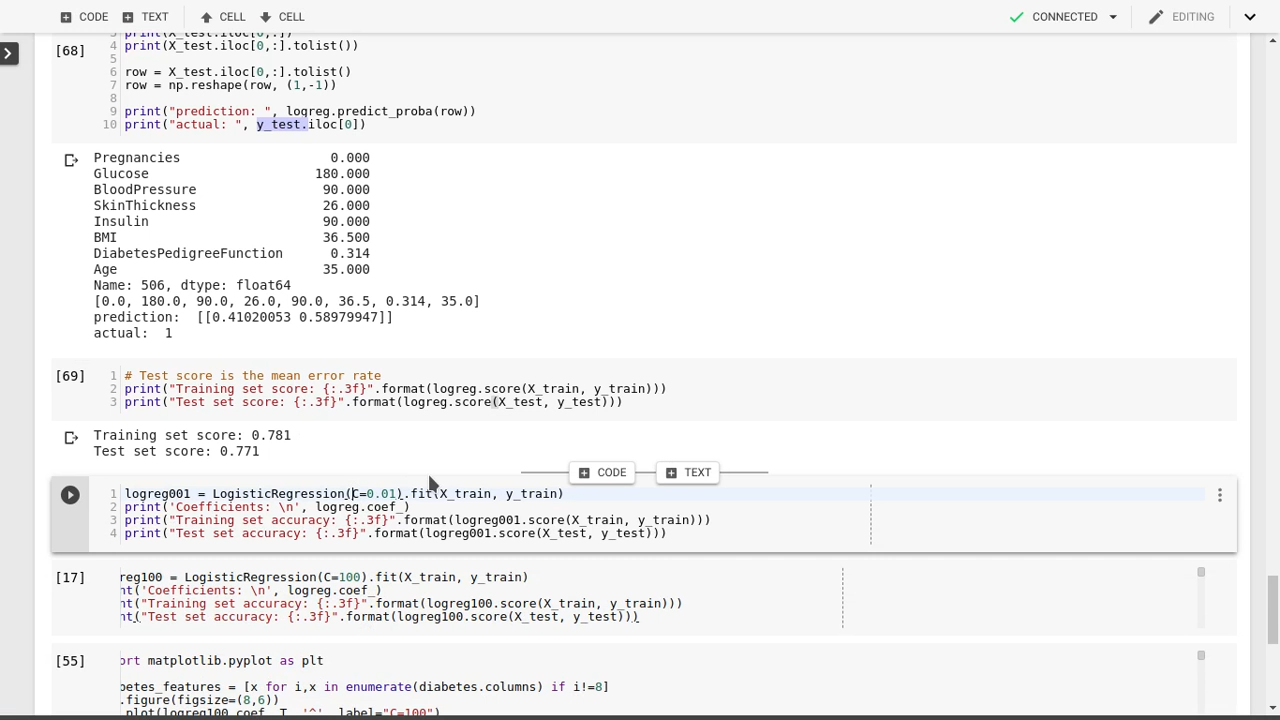 CODE TEXT CELL CELL CONNECTED EDITING
[68]
4 print(X_test.iloc[0,:].tolist())
5
6 row = X_test.iloc[0,:].tolist()
7 row = np.reshape(row, (1,-1))
8
9 print("prediction: ", logreg.predict_proba(row))
10 print("actual: ", y_test.iloc[0])
Pregnancies 0.000
Glucose 180.000
BloodPressure 90.000
SkinThickness 26.000
Insulin 90.000
BMI 36.500
DiabetesPedigreeFunction 0.314
Age 35.000
Name: 506, dtype: float64
[0.0, 180.0, 90.0, 26.0, 90.0, 36.5, 0.314, 35.0]
prediction: [[0.41020053 0.58979947]]
actual: 1
[69] 1 # Test score is the mean error rate
2 print("Training set score: {:.3f}".format(logreg.score(X_train, y_train)))
3 print("Test set score: {:.3f}".format(logreg.score(X_test, y_test)))
Training set score: 0.781
Test set score: 0.771
CODE TEXT
1 logreg001 = LogisticRegression(C=0.01).fit(X_train, y_train)
2 print('Coefficients: \n', logreg.coef_)
3 print("Training set accuracy: {:.3f}".format(logreg001.score(X_train, y_train)))
4 print("Test set accuracy: {:.3f}".format(logreg001.score(X_test, y_test)))
[17] reg100 = LogisticRegression(C=100).fit(X_train, y_train)
nt('Coefficients: \n', logreg.coef_)
nt("Training set accuracy: {:.3f}".format(logreg100.score(X_train, y_train)))
nt("Test set accuracy: {:.3f}".format(logreg100.score(X_test, y_test)))
[55] ort matplotlib.pyplot as plt
betes_features = [x for i,x in enumerate(diabetes.columns) if i!=8]
.figure(figsize=(8,6))
.plot(logreg100.coef_.T, '^', label="C=100")